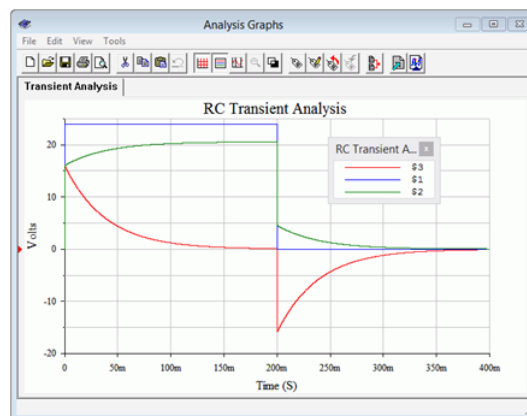 Analysis Graphs
File Edit View Tools
Transient Analysis
RC Transient Analysis
RC Transient A... x
$3
$1
$2
Volts
20
10
0
-10
-20
0 50m 100m 150m 200m 250m 300m 350m 400m
Time (S)